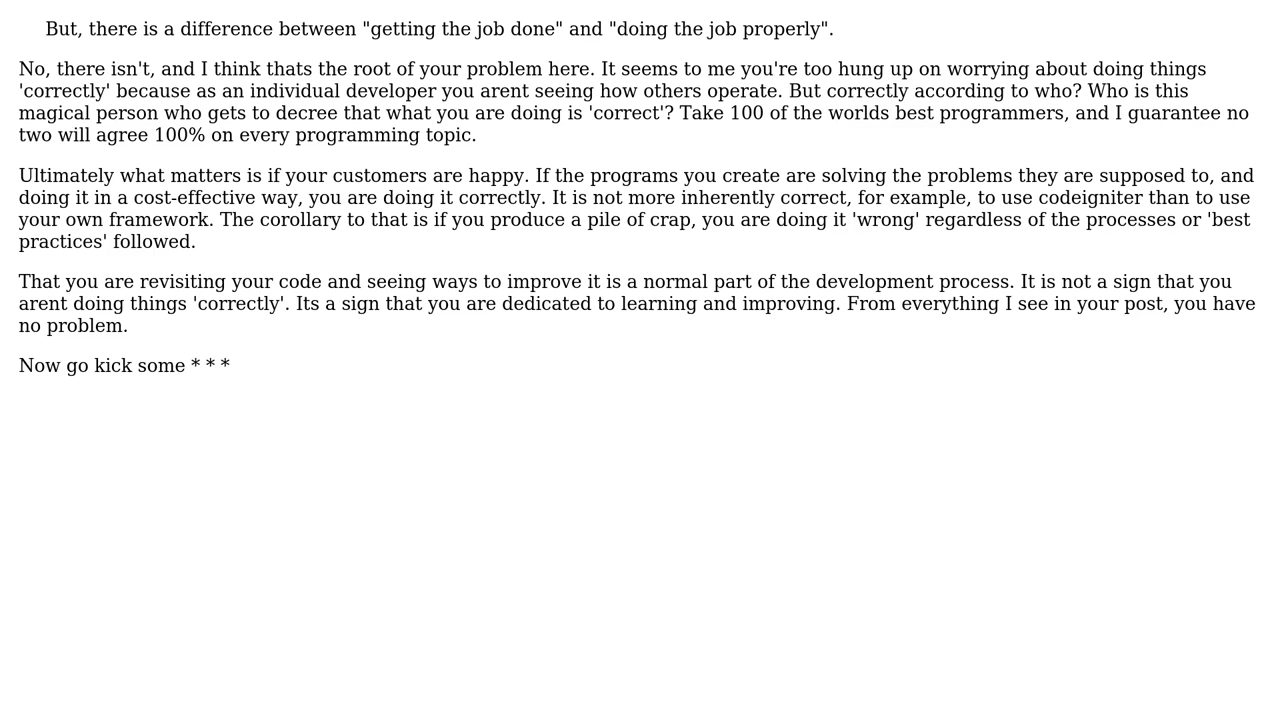 But, there is a difference between "getting the job done" and "doing the job properly".
No, there isn't, and I think thats the root of your problem here. It seems to me you're too hung up on worrying about doing things
'correctly' because as an individual developer you arent seeing how others operate. But correctly according to who? Who is this
magical person who gets to decree that what you are doing is 'correct'? Take 100 of the worlds best programmers, and I guarantee no
two will agree 100% on every programming topic.
Ultimately what matters is if your customers are happy. If the programs you create are solving the problems they are supposed to, and
doing it in a cost-effective way, you are doing it correctly. It is not more inherently correct, for example, to use codeigniter than to use
your own framework. The corollary to that is if you produce a pile of crap, you are doing it 'wrong' regardless of the processes or 'best
practices' followed.
That you are revisiting your code and seeing ways to improve it is a normal part of the development process. It is not a sign that you
arent doing things 'correctly'. Its a sign that you are dedicated to learning and improving. From everything I see in your post, you have
no problem.
Now go kick some * * *